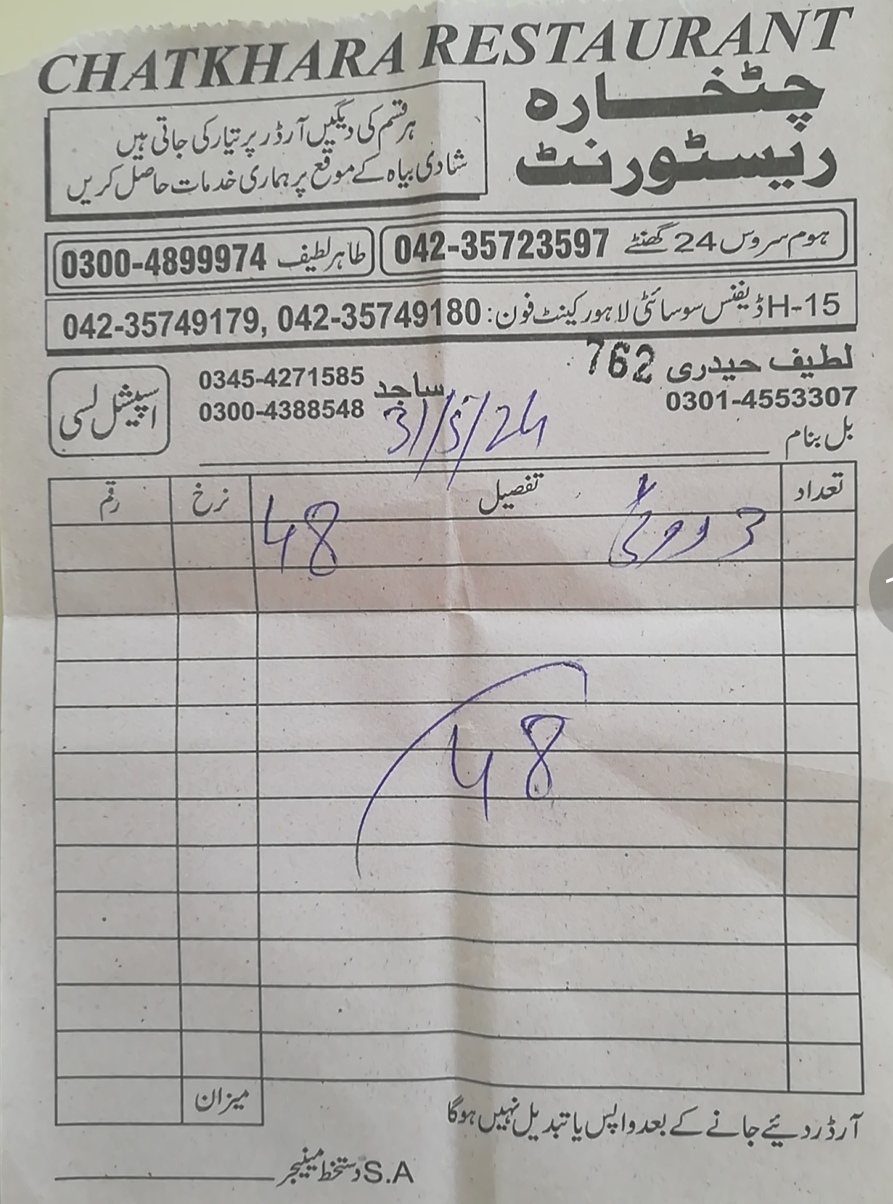 CHATKHARA RESTAURANT
چٹخارہ
ریسٹورنٹ
ہر قسم کی دیگیں آرڈر پر تیار کی جاتی ہیں
شادی بیاہ کے موقع پر ہماری خدمات حاصل کریں
ہوم سروس 24 گھنٹے 042-35723597
طاہر لطیف 0300-4899974
H-15 ڈیفنس سوسائٹی لاہور کینٹ فون: 042-35749180 ,042-35749179
لطیف حیدری 762
0301-4553307
ساجد 0345-4271585
0300-4388548
اسپیشل لسی
بل بنام
31/5/24
تعداد تفصیل نرخ رقم
3 روٹی 48
48
میزان
آرڈر دیئے جانے کے بعد واپس یا تبدیل نہیں ہوگا
S.A دستخط مینیجر